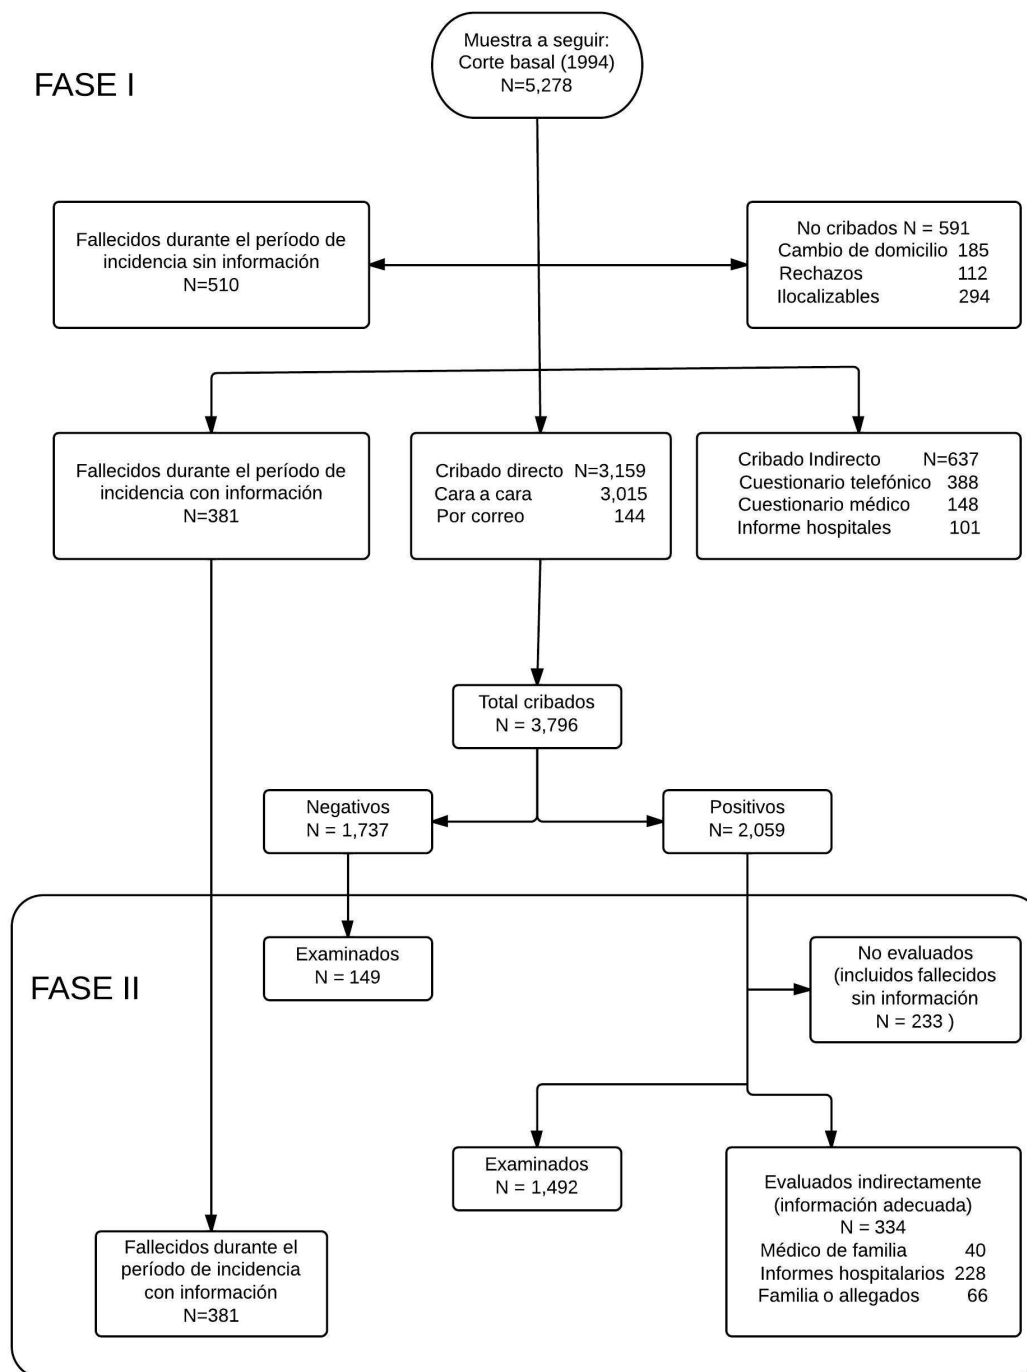 FASE I
Muestra a seguir:
Corte basal (1994)
N=5,278
Fallecidos durante el período de
incidencia sin información
N=510
No cribados N = 591
Cambio de domicilio 185
Rechazos 112
Ilocalizables 294
Fallecidos durante el período de
incidencia con información
N=381
Cribado directo N=3,159
Cara a cara 3,015
Por correo 144
Cribado Indirecto N=637
Cuestionario telefónico 388
Cuestionario médico 148
Informe hospitales 101
Total cribados
N = 3,796
Negativos
N = 1,737
Positivos
N= 2,059
FASE II
Examinados
N = 149
No evaluados
(incluidos fallecidos
sin información
N = 233 )
Examinados
N = 1,492
Evaluados indirectamente
(información adecuada)
N = 334
Médico de familia 40
Informes hospitalarios 228
Familia o allegados 66
Fallecidos durante el
período de incidencia
con información
N=381